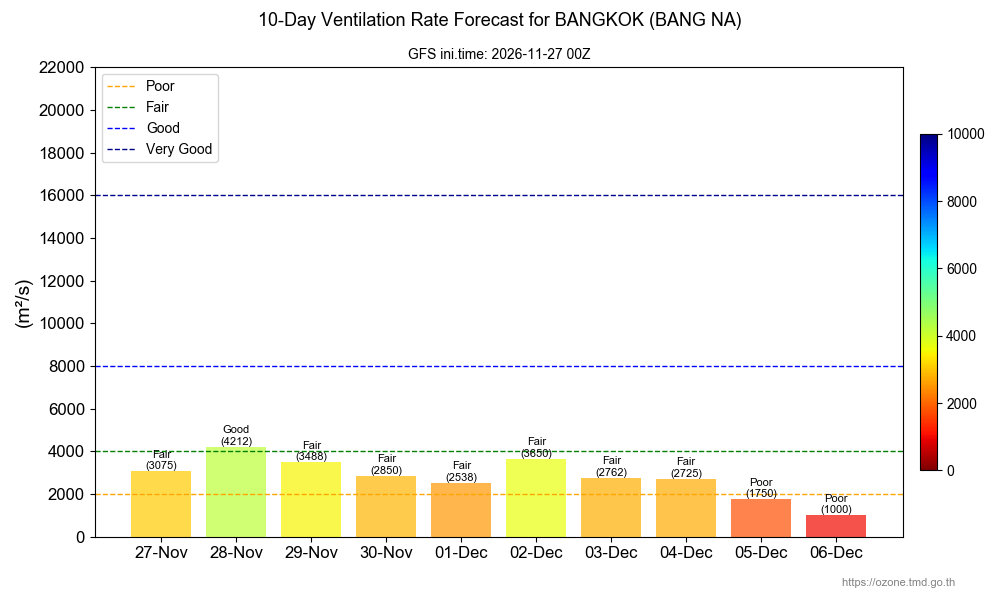 10-Day Ventilation Rate Forecast for BANGKOK (BANG NA)
GFS ini.time: 2026-11-27 00Z
22000
20000
18000
16000
14000
12000
10000
8000
6000
4000
2000
0
(m²/s)
Poor
Fair
Good
Very Good
Fair
(3075)
Good
(4212)
Fair
(3488)
Fair
(2850)
Fair
(2538)
Fair
(3650)
Fair
(2762)
Fair
(2725)
Poor
(1750)
Poor
(1000)
27-Nov
28-Nov
29-Nov
30-Nov
01-Dec
02-Dec
03-Dec
04-Dec
05-Dec
06-Dec
10000
8000
6000
4000
2000
0
https://ozone.tmd.go.th